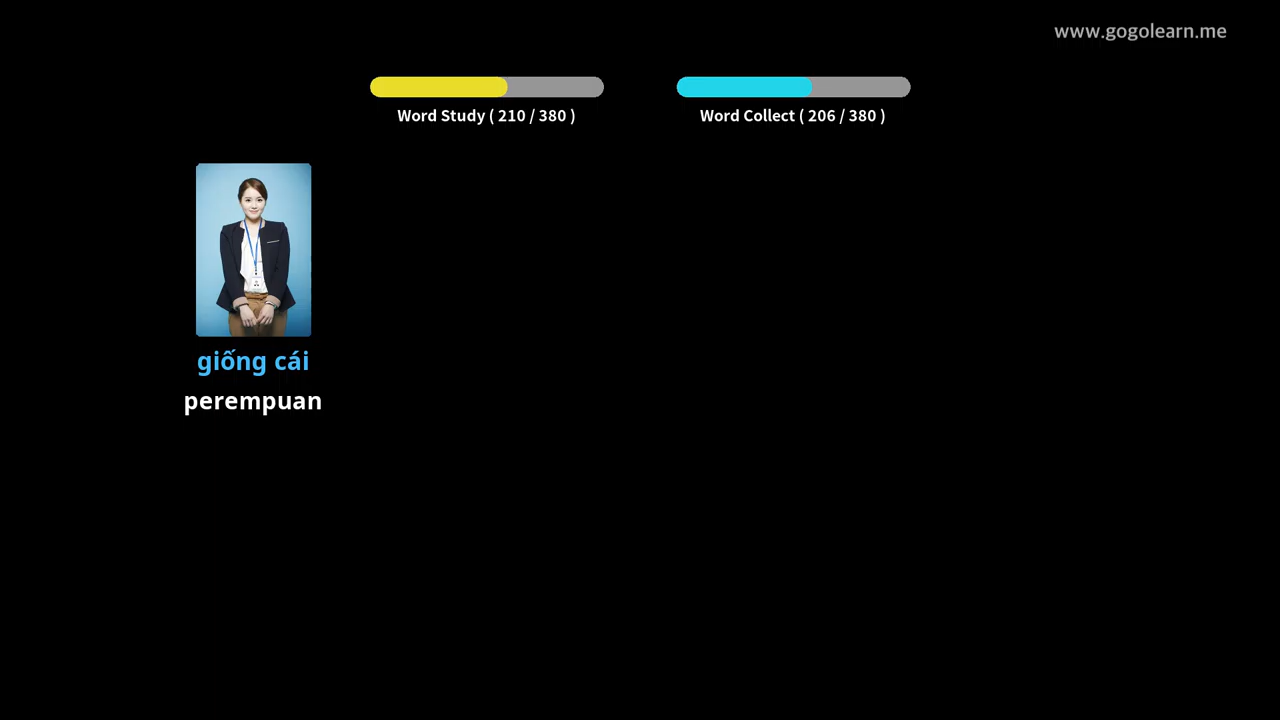 www.gogolearn.me
Word Study ( 210 / 380 )
Word Collect ( 206 / 380 )
giống cái
perempuan